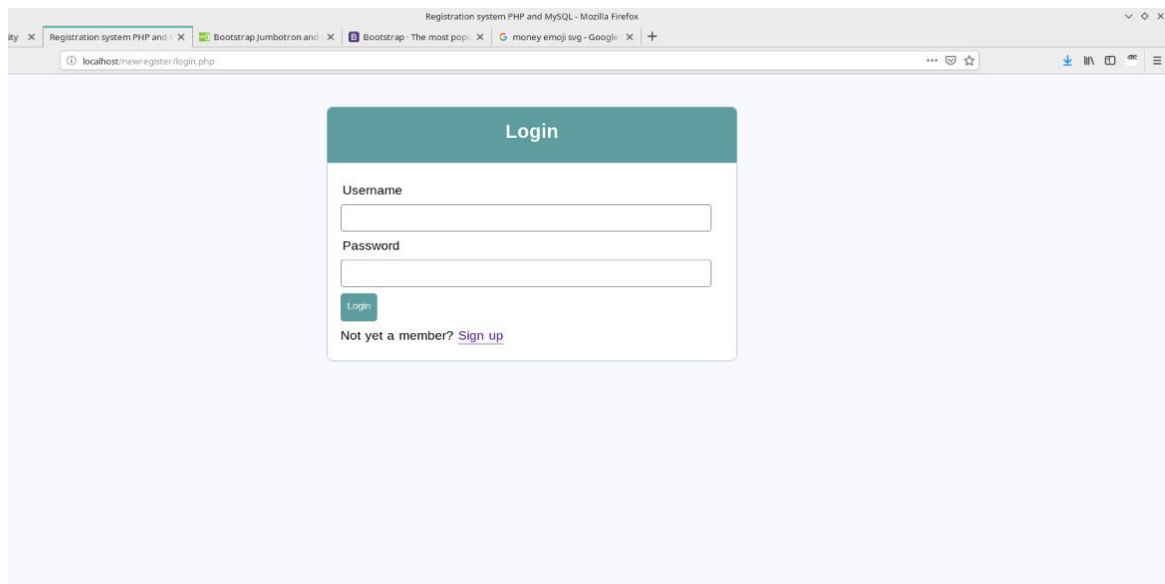 Registration system PHP and MySQL - Mozilla Firefox
ity Registration system PHP and Bootstrap Jumbotron and B Bootstrap · The most popu G money emoji svg - Google
localhost/newregister/login.php
Login
Username
Password
Login
Not yet a member? Sign up